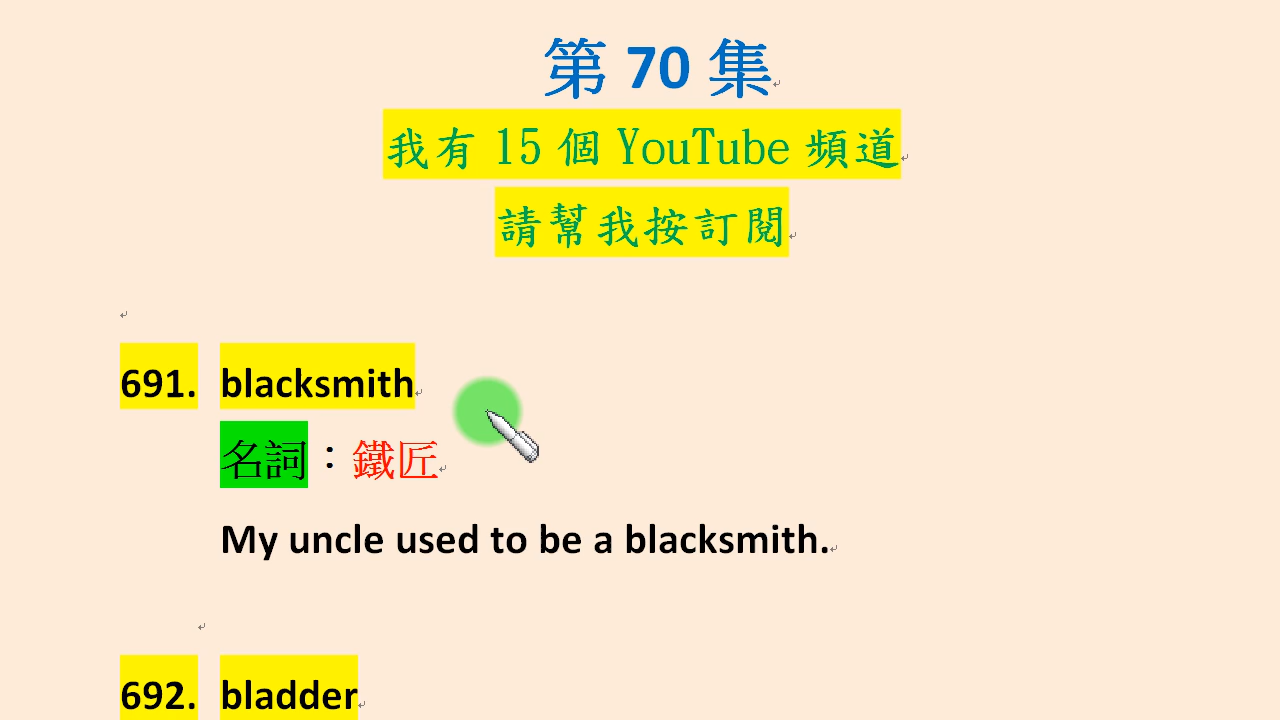 第 70 集
我有 15 個 YouTube 頻道
請幫我按訂閱
691. blacksmith
名詞：鐵匠
My uncle used to be a blacksmith.
692. bladder